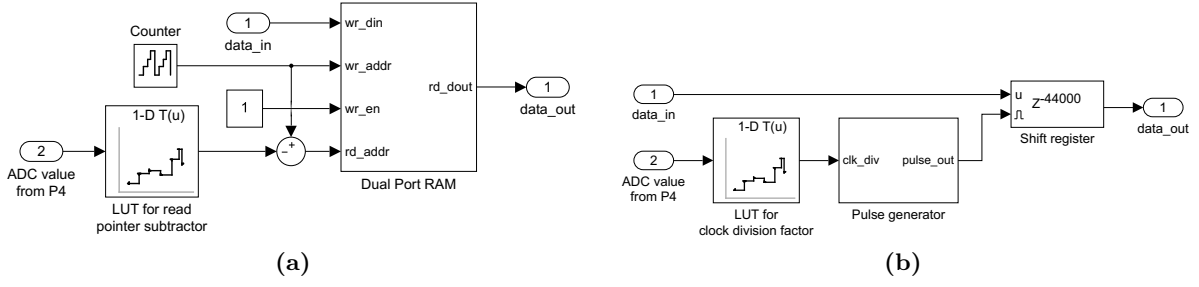 1
data_in
Counter
1
2
ADC value
from P4
1-D T(u)
LUT for read
pointer subtractor
−
+
wr_din
wr_addr
wr_en
rd_addr
rd_dout
Dual Port RAM
1
data_out
(a)
1
data_in
2
ADC value
from P4
1-D T(u)
LUT for
clock division factor
clk_div
pulse_out
Pulse generator
u
Z-44000
Shift register
1
data_out
(b)